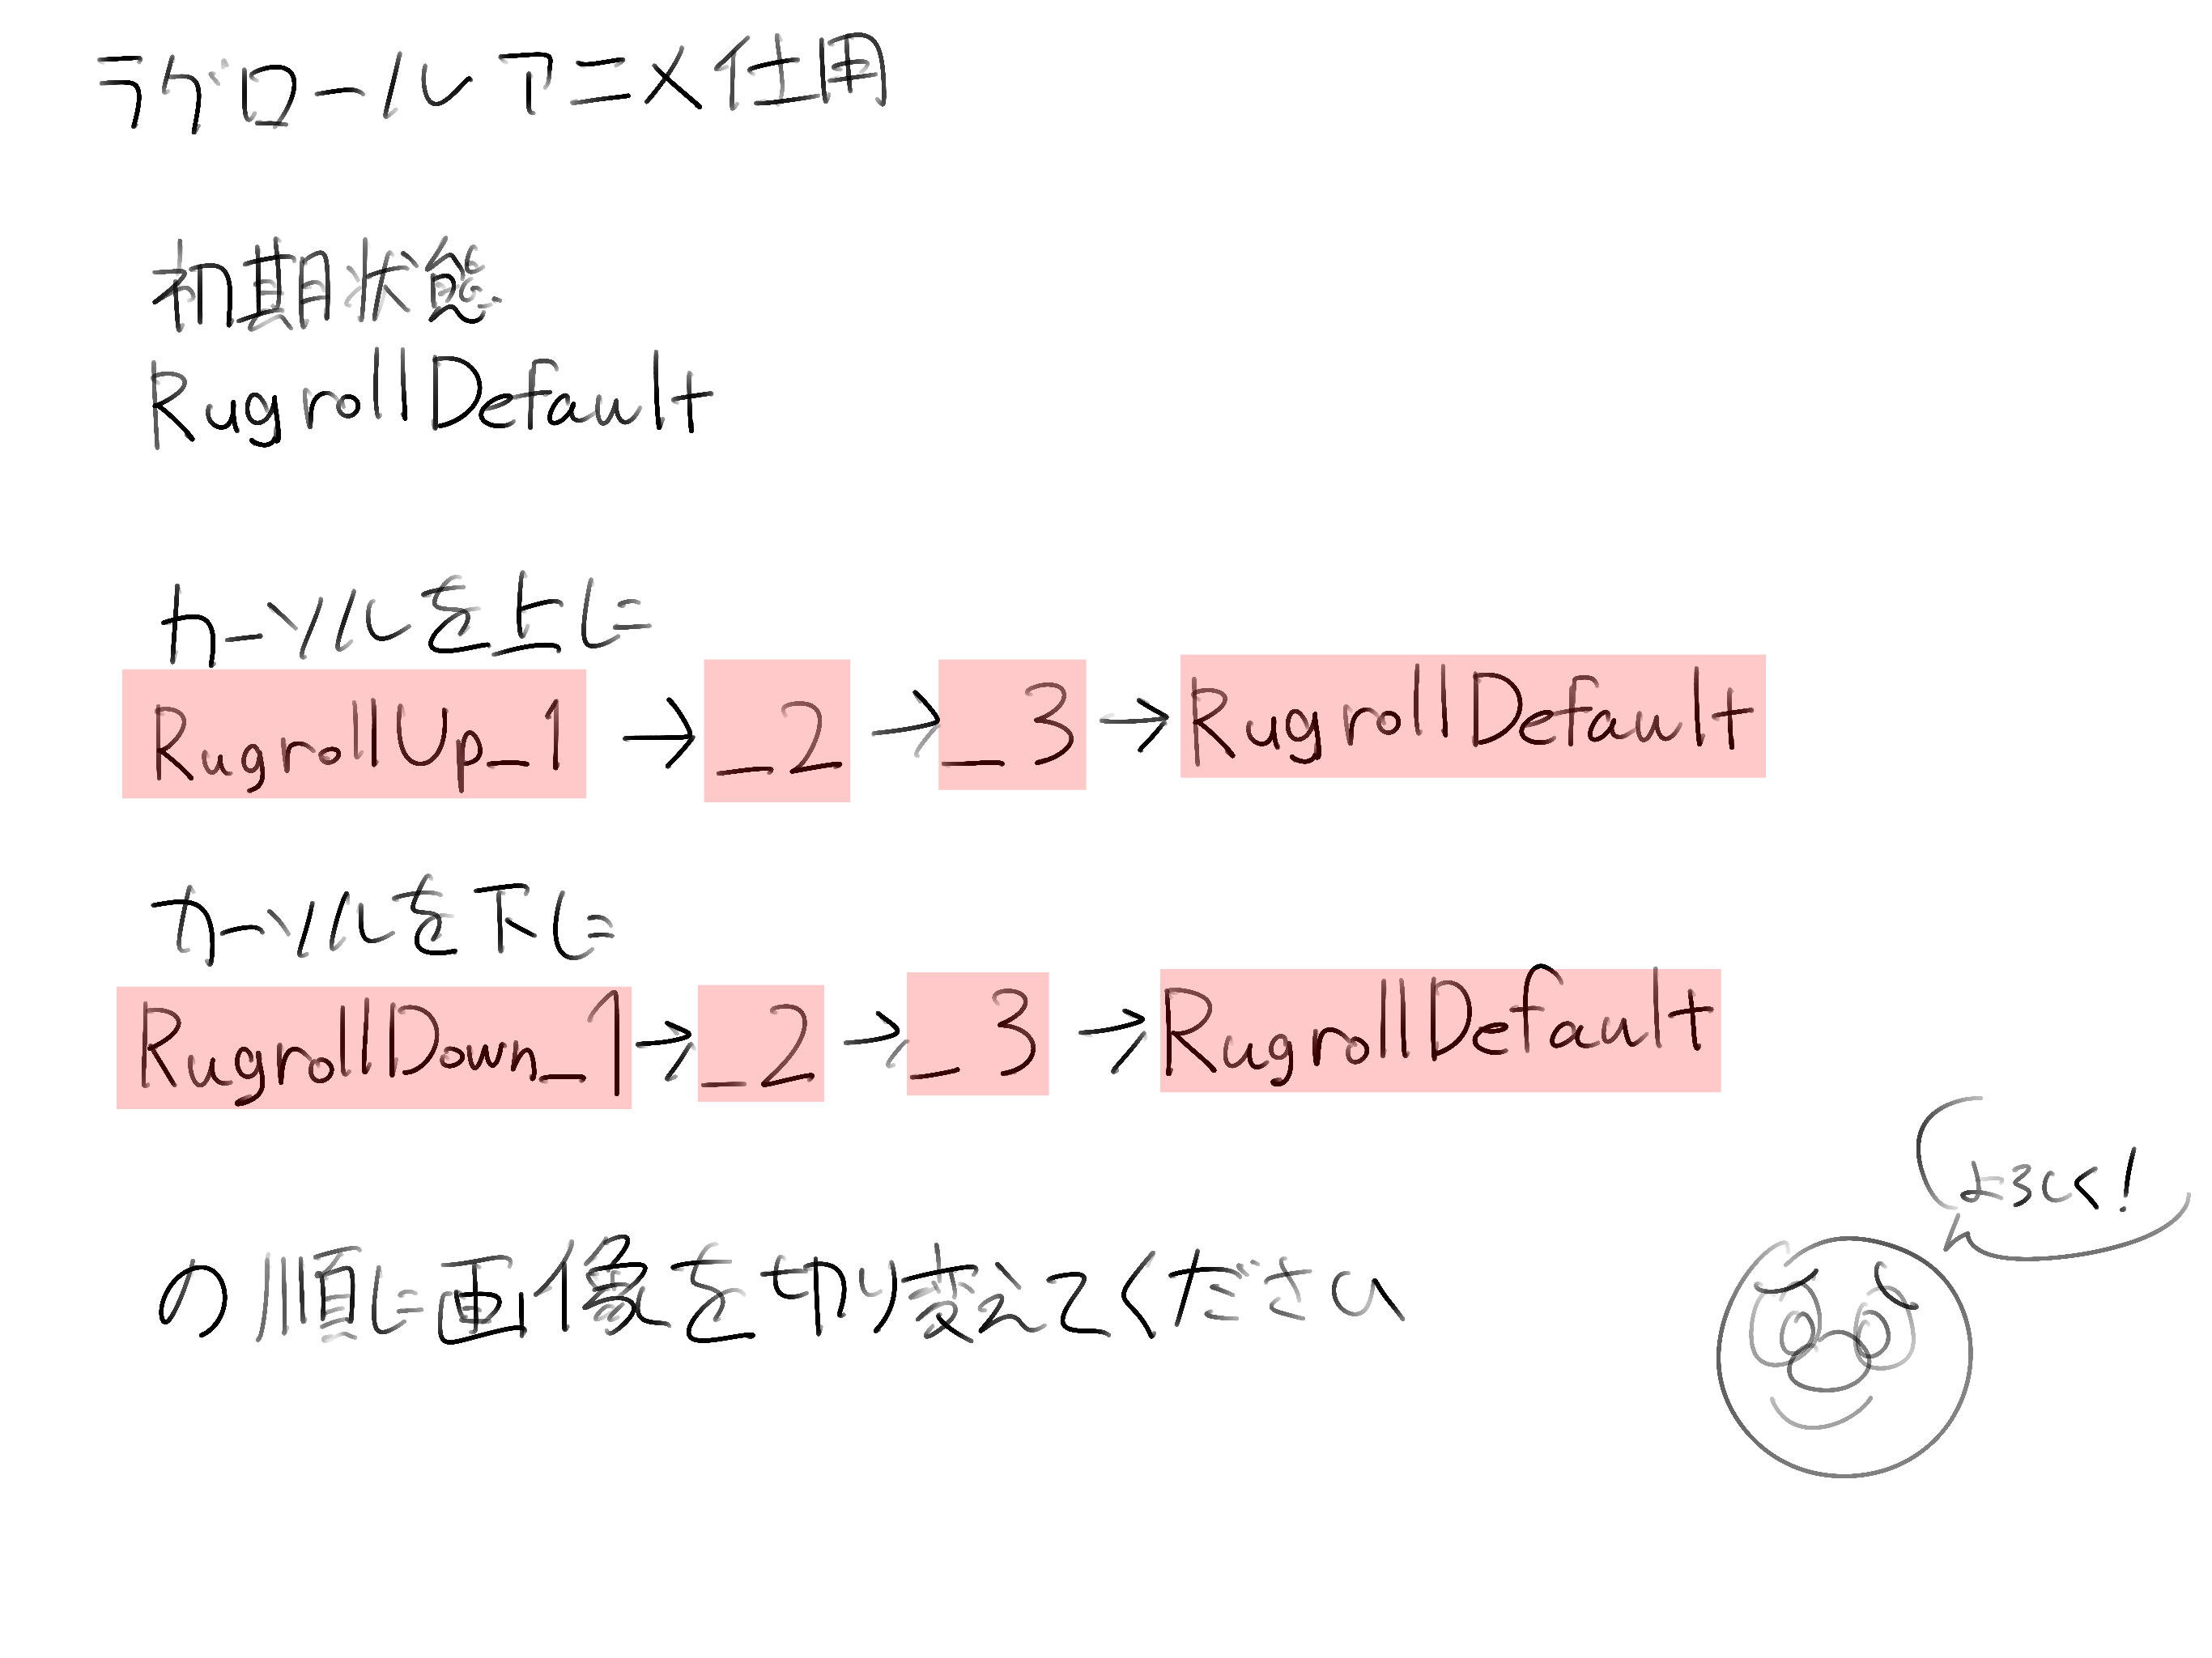 ラグロールアニメ仕用
初期状態
RugrollDefault
カーソルを上に
RugrollUp_1 → _2 → _3 → RugrollDefault
カーソルを下に
RugrollDown_1 → _2 → _3 → RugrollDefault
よろしく!
の順に画像を切り変えてください